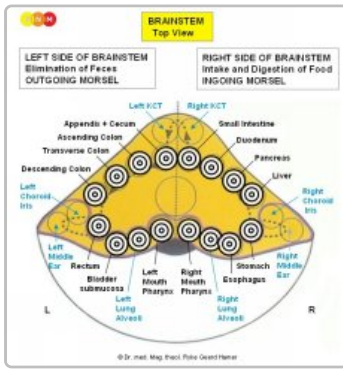 BRAINSTEM
Top View
LEFT SIDE OF BRAINSTEM
Elimination of Feces
OUTGOING MORSEL
RIGHT SIDE OF BRAINSTEM
Intake and Digestion of Food
INGOING MORSEL
Left KCT
Right KCT
Appendix + Cecum
Small Intestine
Ascending Colon
Duodenum
Transverse Colon
Pancreas
Descending Colon
Liver
Left
Choroid
Iris
Right
Choroid
Iris
Left
Middle
Ear
Right
Middle
Ear
Rectum
Stomach
Bladder
submucosa
Esophagus
Left
Mouth
Pharynx
Right
Mouth
Pharynx
Left
Lung
Alveoli
Right
Lung
Alveoli
L
R
© Dr. med. Mag. theol. Ryke Geerd Hamer